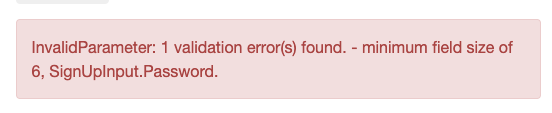 InvalidParameter: 1 validation error(s) found. - minimum field size of
6, SignUpInput.Password.